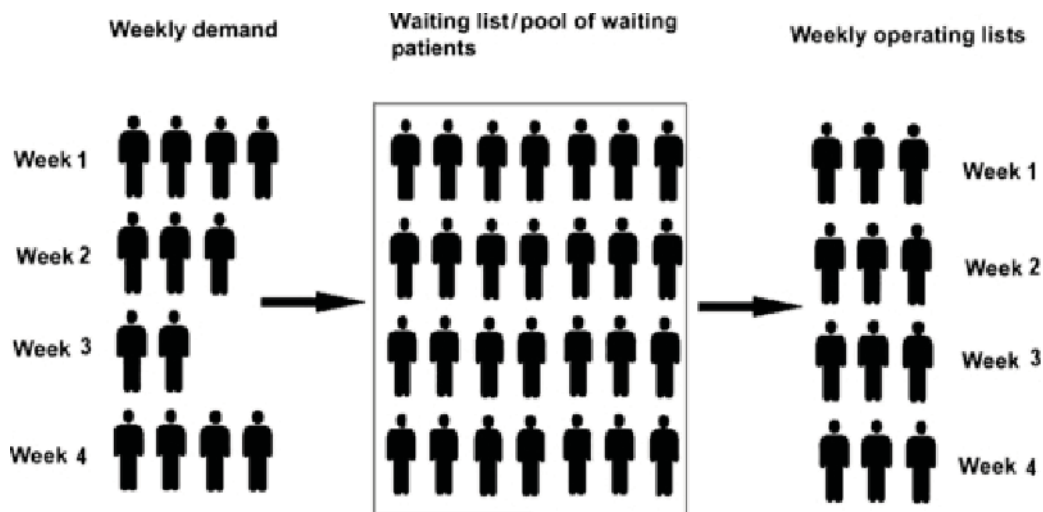 Weekly demand
Waiting list/pool of waiting
patients
Weekly operating lists
Week 1
Week 2
Week 3
Week 4
Week 1
Week 2
Week 3
Week 4